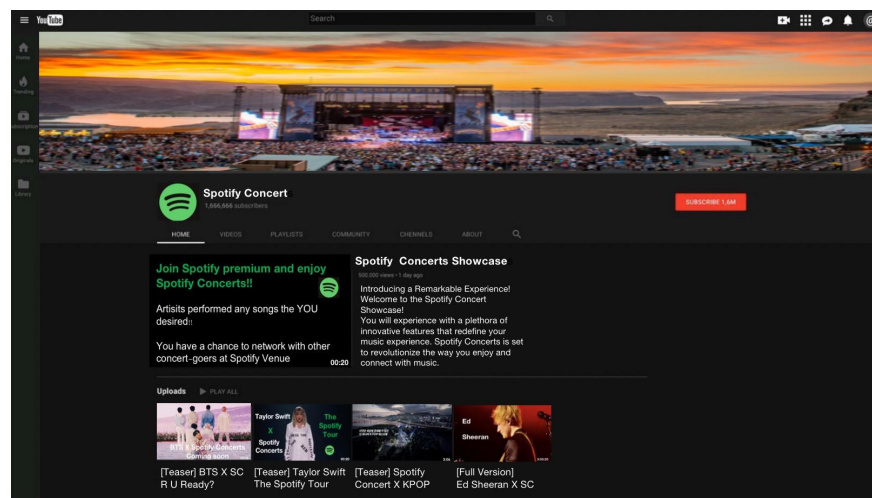 YouTube
Search
Home
Trending
Subscription
Originals
Library
Spotify Concert
1,666,666 subscribers
SUBSCRIBE 1,6M
HOME VIDEOS PLAYLISTS COMMUNITY CHENNELS ABOUT
Join Spotify premium and enjoy
Spotify Concerts!!
Artisits performed any songs the YOU
desired!!
You have a chance to network with other
concert-goers at Spotify Venue
00:20
Spotify Concerts Showcase
500.000 views • 1 day ago
Introducing a Remarkable Experience!
Welcome to the Spotify Concert
Showcase!
You will experience with a plethora of
innovative features that redefine your
music experience. Spotify Concerts is set
to revolutionize the way you enjoy and
connect with music.
Uploads PLAY ALL
BTS X Spotify Concerts
Coming soon
[Teaser] BTS X SC
R U Ready?
Taylor Swift
X
Spotify
Concerts
The
Spotify
Tour
[Teaser] Taylor Swift
The Spotify Tour
[Teaser] Spotify
Concert X KPOP
Ed
Sheeran
[Full Version]
Ed Sheeran X SC